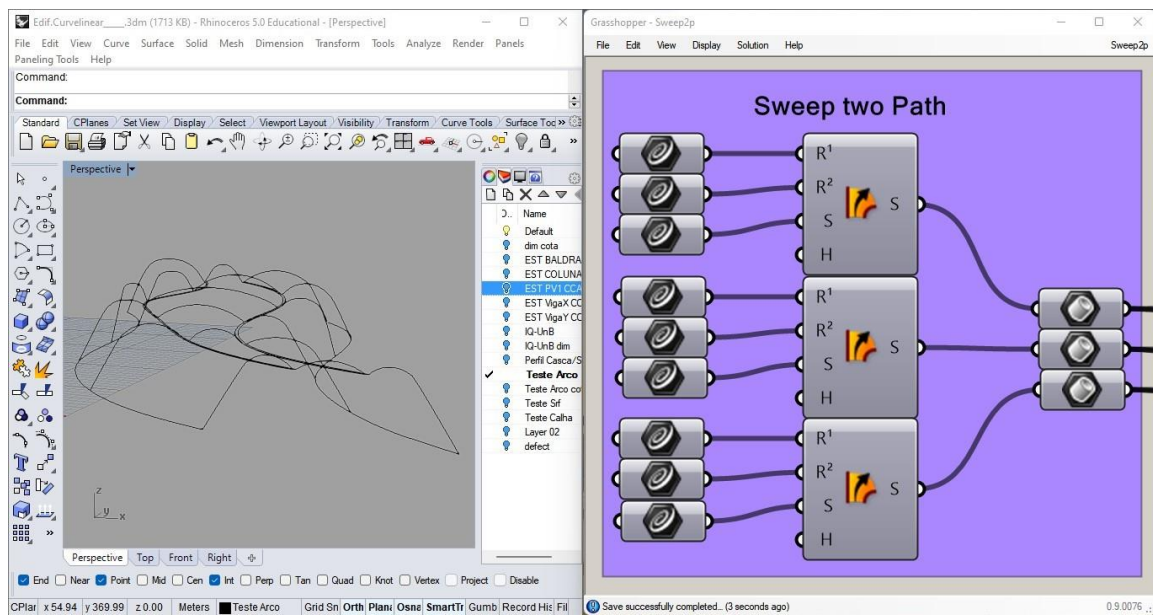 Edif.Curvelinear____.3dm (1713 KB) - Rhinoceros 5.0 Educational - [Perspective]
File Edit View Curve Surface Solid Mesh Dimension Transform Tools Analyze Render Panels
Paneling Tools Help
Command:
Command:
Standard CPlanes Set View Display Select Viewport Layout Visibility Transform Curve Tools Surface Too »
»
Perspective
Name
Default
dim cota
EST BALDRA
EST COLUNA
EST PV1 CCA
EST VigaX CC
EST VigaY CC
IQ-UnB
IQ-UnB dim
Perfil Casca/S
Teste Arco
Teste Arco co
Teste Srf
Teste Calha
Layer 02
defect
z
y x
»
Perspective Top Front Right
End Near Point Mid Cen Int Perp Tan Quad Knot Vertex Project Disable
CPlar x 54.94 y 369.99 z 0.00 Meters Teste Arco Grid Sn Orth Plana Osna SmartTr Gumb Record His Fil
Grasshopper - Sweep2p
File Edit View Display Solution Help Sweep2p
Sweep two Path
R¹
R²
S
H
S
R¹
R²
S
H
S
R¹
R²
S
H
S
Save successfully completed... (3 seconds ago) 0.9.0076